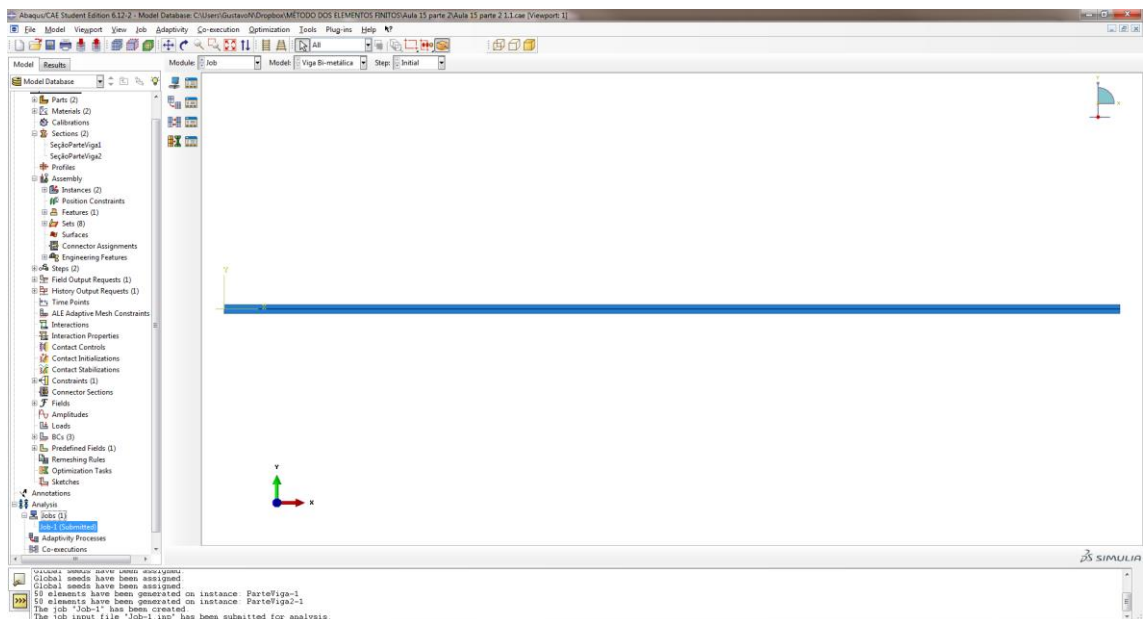 Abaqus/CAE Student Edition 6.12-2 - Model Database: C:\Users\GustavoN\Dropbox\MÉTODO DOS ELEMENTOS FINITOS\Aula 15 parte 2\Aula 15 parte 2 1.1.cae [Viewport: 1]
File Model Viewport View Job Adaptivity Co-execution Optimization Tools Plug-ins Help
All
Model Results
Module: Job Model: Viga Bi-metálica Step: Initial
Model Database
Parts (2)
Materials (2)
Calibrations
Sections (2)
SeçãoParteViga1
SeçãoParteViga2
Profiles
Assembly
Instances (2)
Position Constraints
Features (1)
Sets (8)
Surfaces
Connector Assignments
Engineering Features
Steps (2)
Field Output Requests (1)
History Output Requests (1)
Time Points
ALE Adaptive Mesh Constraints
Interactions
Interaction Properties
Contact Controls
Contact Initializations
Contact Stabilizations
Constraints (1)
Connector Sections
Fields
Amplitudes
Loads
BCs (3)
Predefined Fields (1)
Remeshing Rules
Optimization Tasks
Sketches
Annotations
Analysis
Jobs (1)
Job-1 (Submitted)
Adaptivity Processes
Co-executions
Y
Y
X
SIMULIA
Global seeds have been assigned.
Global seeds have been assigned.
Global seeds have been assigned.
50 elements have been generated on instance: ParteViga-1
50 elements have been generated on instance: ParteViga2-1
The job "Job-1" has been created.
The job input file "Job-1.inp" has been submitted for analysis.